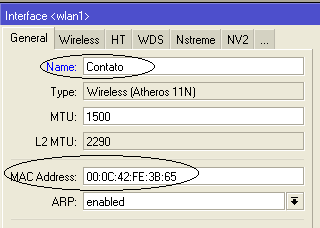 Interface <wlan1>
General Wireless HT WDS Nstreme NV2 ...
Name: Contato
Type: Wireless (Atheros 11N)
MTU: 1500
L2 MTU: 2290
MAC Address: 00:0C:42:FE:3B:65
ARP: enabled